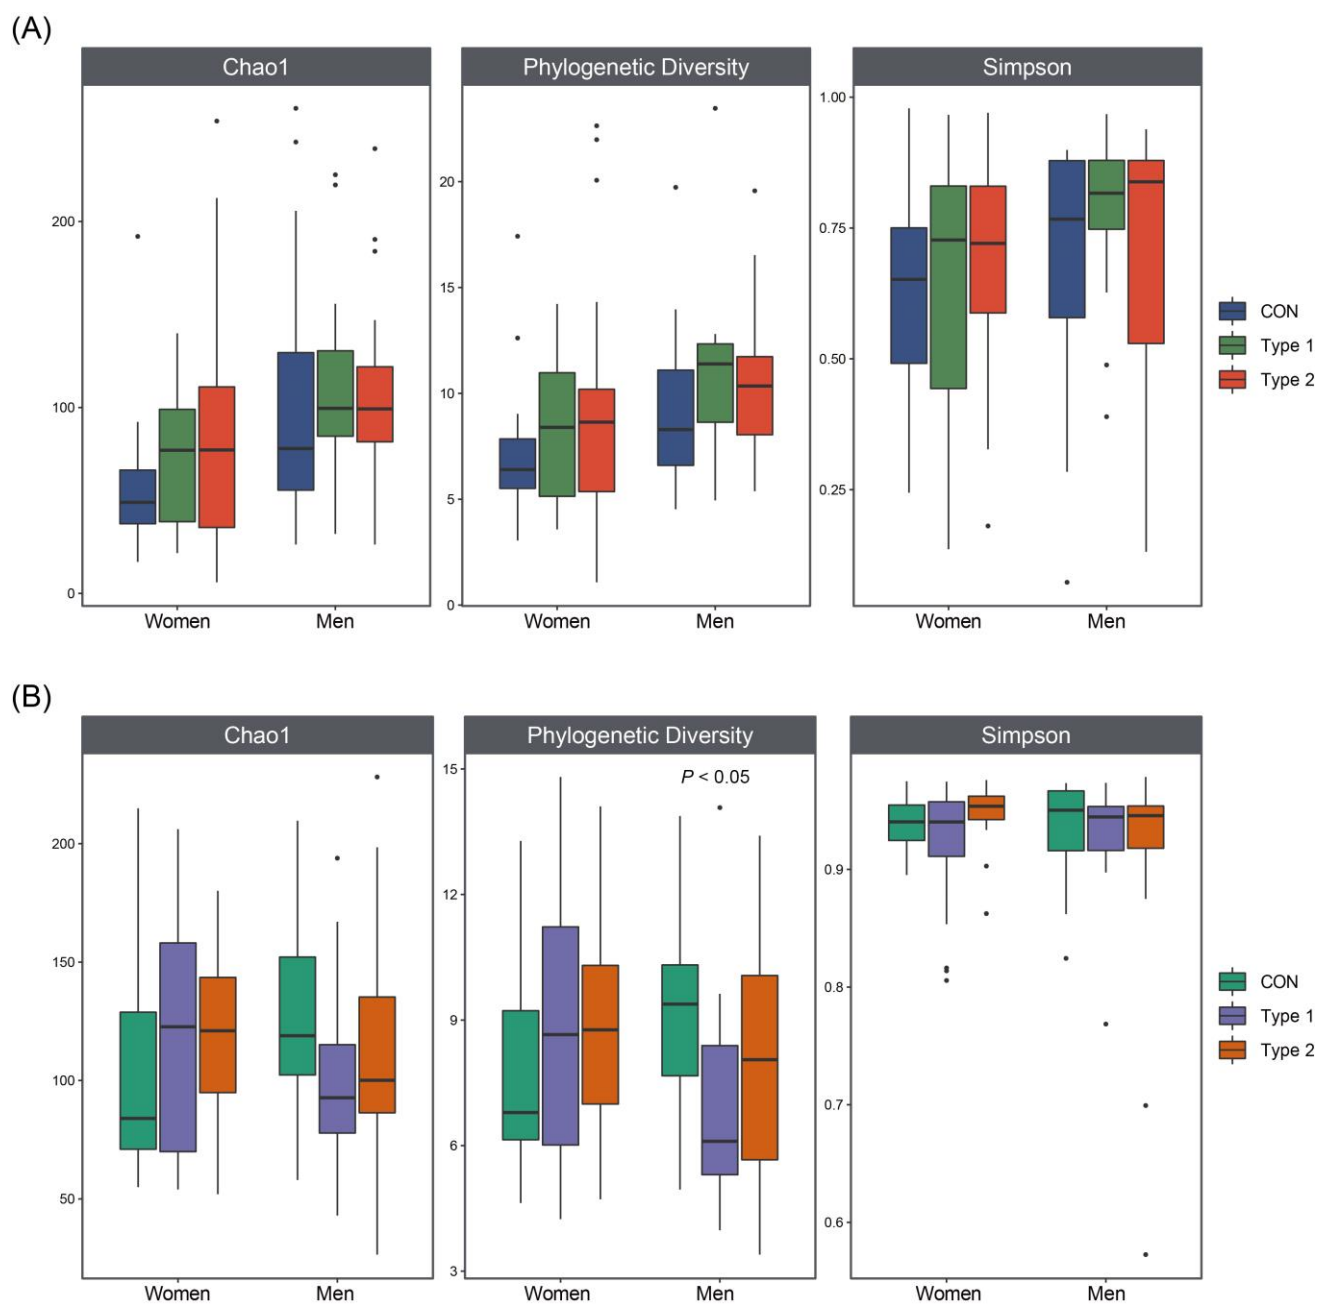 (A)
Chao1 Phylogenetic Diversity Simpson
200
100
0
20
15
10
5
0
1.00
0.75
0.50
0.25
Women Men Women Men Women Men
CON
Type 1
Type 2
(B)
Chao1 Phylogenetic Diversity Simpson
200
150
100
50
P < 0.05
15
12
9
6
3
0.9
0.8
0.7
0.6
Women Men Women Men Women Men
CON
Type 1
Type 2